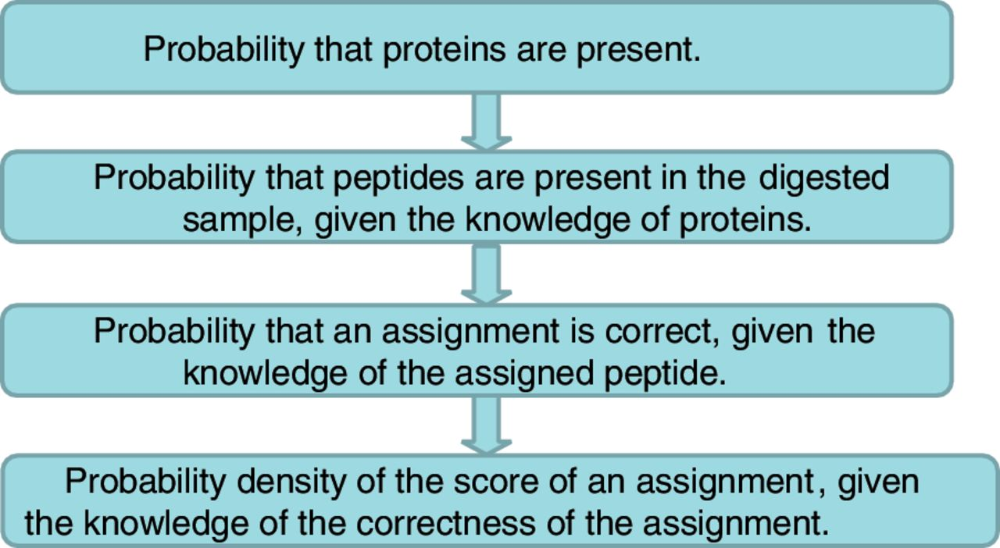 Probability that proteins are present.
Probability that peptides are present in the digested
sample, given the knowledge of proteins.
Probability that an assignment is correct, given the
knowledge of the assigned peptide.
Probability density of the score of an assignment, given
the knowledge of the correctness of the assignment.